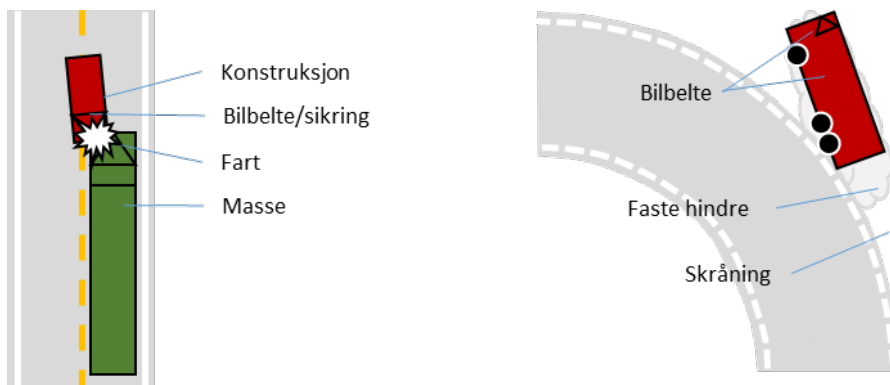 Konstruksjon
Bilbelte/sikring
Fart
Masse
Bilbelte
Faste hindre
Skråning